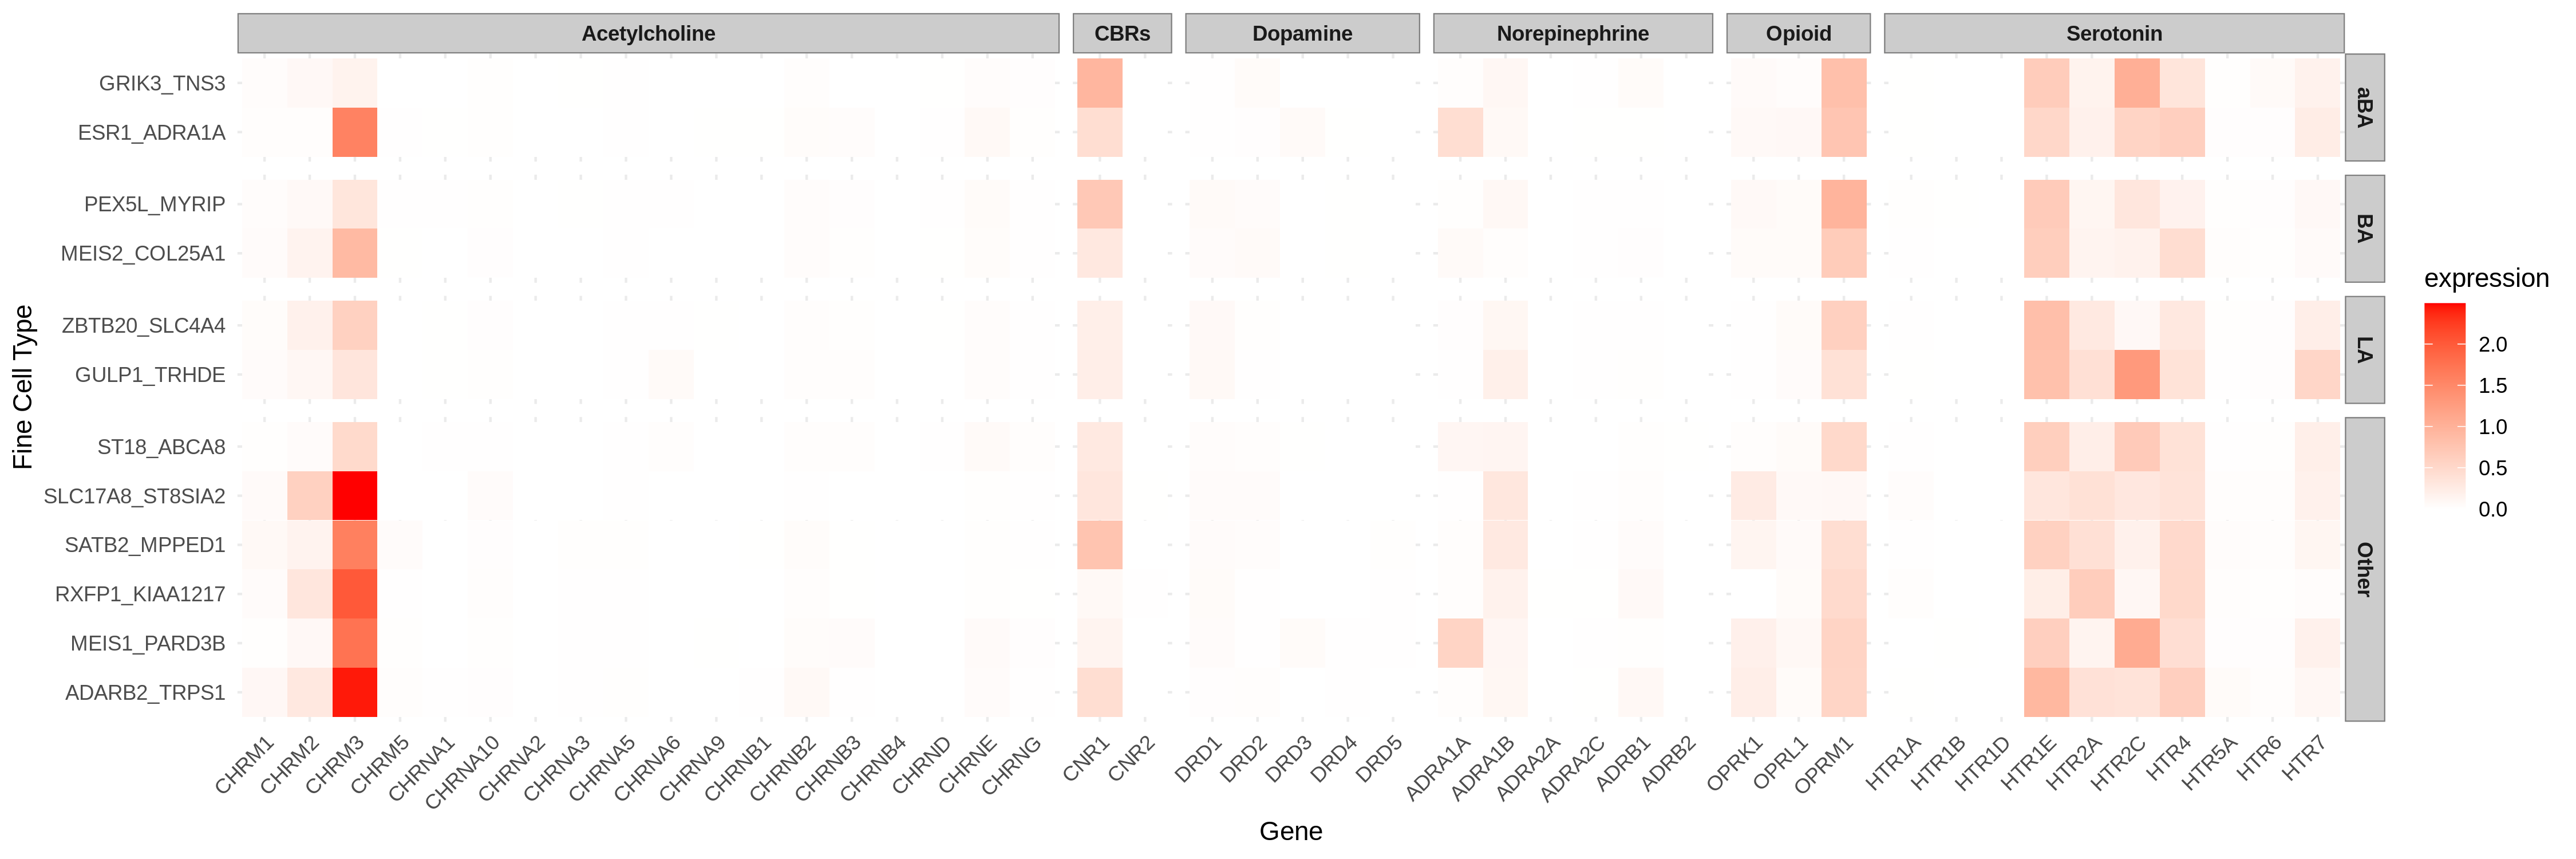 Acetylcholine
CBRs
Dopamine
Norepinephrine
Opioid
Serotonin
Fine Cell Type
GRIK3_TNS3
ESR1_ADRA1A
aBA
PEX5L_MYRIP
MEIS2_COL25A1
BA
ZBTB20_SLC4A4
GULP1_TRHDE
LA
ST18_ABCA8
SLC17A8_ST8SIA2
SATB2_MPPED1
RXFP1_KIAA1217
MEIS1_PARD3B
ADARB2_TRPS1
Other
CHRM1
CHRM2
CHRM3
CHRM5
CHRNA1
CHRNA10
CHRNA2
CHRNA3
CHRNA5
CHRNA6
CHRNA9
CHRNB1
CHRNB2
CHRNB3
CHRNB4
CHRND
CHRNE
CHRNG
CNR1
CNR2
DRD1
DRD2
DRD3
DRD4
DRD5
ADRA1A
ADRA1B
ADRA2A
ADRA2C
ADRB1
ADRB2
OPRK1
OPRL1
OPRM1
HTR1A
HTR1B
HTR1D
HTR1E
HTR2A
HTR2C
HTR4
HTR5A
HTR6
HTR7
Gene
expression
2.0
1.5
1.0
0.5
0.0